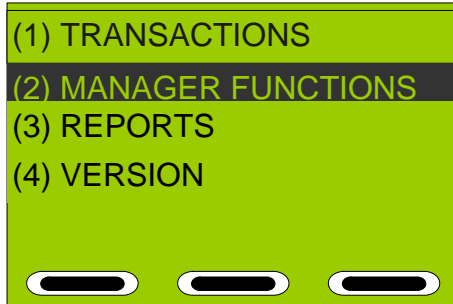 (1) TRANSACTIONS
(2) MANAGER FUNCTIONS
(3) REPORTS
(4) VERSION